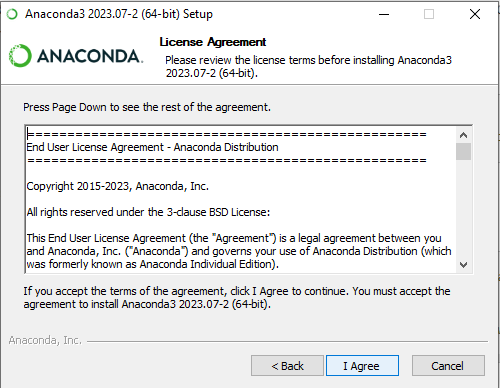 Anaconda3 2023.07-2 (64-bit) Setup
ANACONDA.
License Agreement
Please review the license terms before installing Anaconda3
2023.07-2 (64-bit).
Press Page Down to see the rest of the agreement.
==================================================
End User License Agreement - Anaconda Distribution
==================================================
Copyright 2015-2023, Anaconda, Inc.
All rights reserved under the 3-clause BSD License:
This End User License Agreement (the "Agreement") is a legal agreement between you
and Anaconda, Inc. ("Anaconda") and governs your use of Anaconda Distribution (which
was formerly known as Anaconda Individual Edition).
If you accept the terms of the agreement, click I Agree to continue. You must accept the
agreement to install Anaconda3 2023.07-2 (64-bit).
Anaconda, Inc.
< Back
I Agree
Cancel